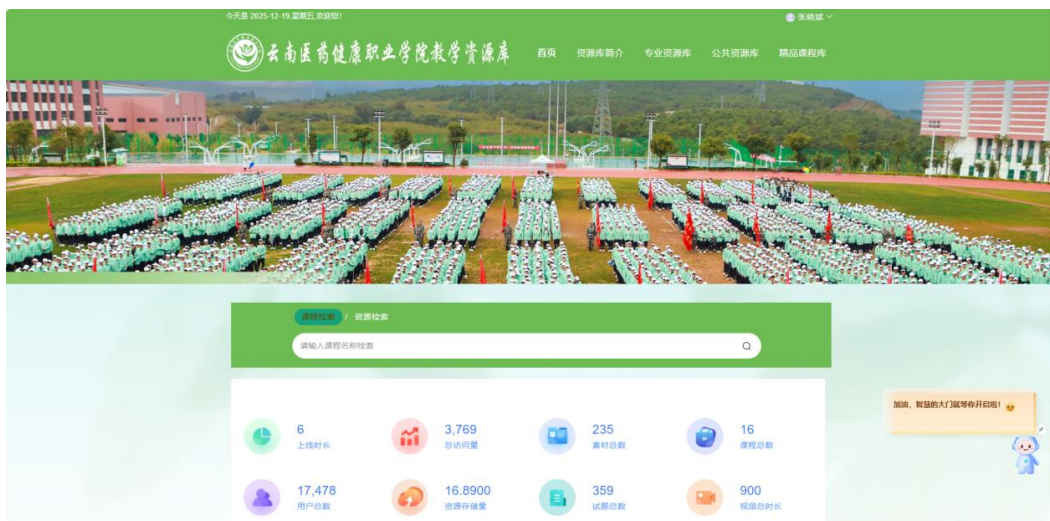 今天是 2025-12-19,星期五,欢迎您!
张晓斌
云南医药健康职业学院教学资源库
首页 资源库简介 专业资源库 公共资源库 精品课程库
课程检索 / 资源检索
请输入课程名称检索
加油,智慧的大门就等你开启啦!
6 3,769 235 16
上线时长 总访问量 素材总数 课程总数
17,478 16.8900 359 900
用户总数 资源存储量 试题总数 视频总时长